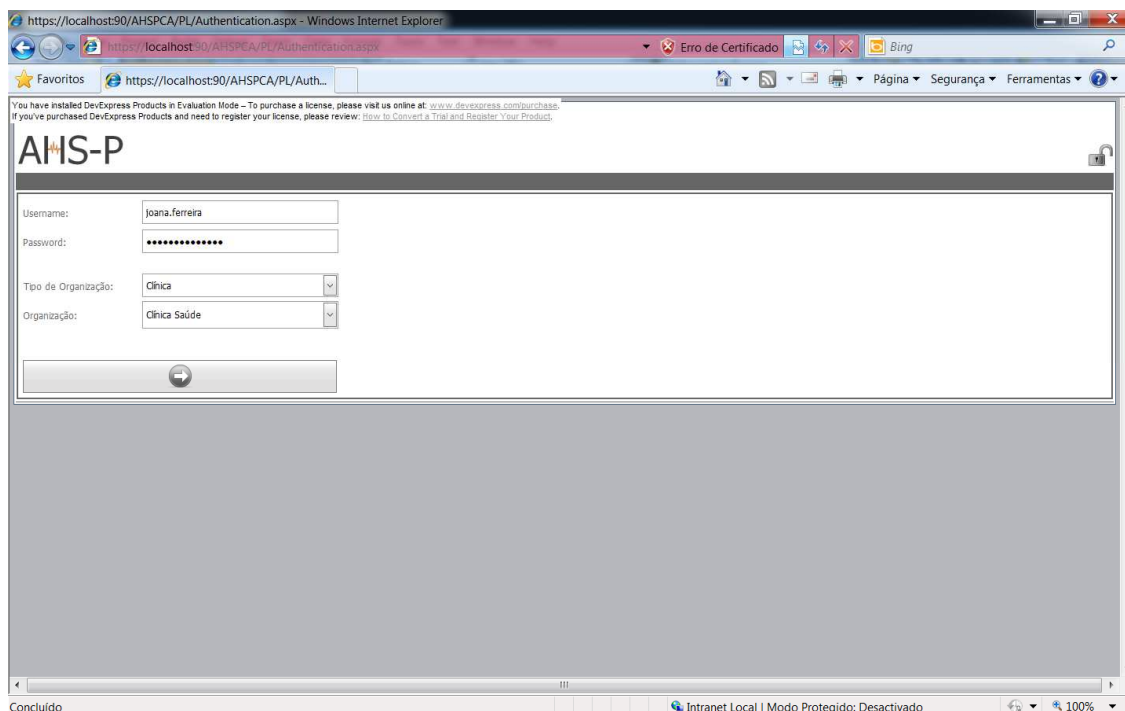 https://localhost:90/AHSPCA/PL/Authentication.aspx - Windows Internet Explorer
https://localhost:90/AHSPCA/PL/Authentication.aspx Erro de Certificado Bing
Favoritos https://localhost:90/AHSPCA/PL/Auth... Página Segurança Ferramentas
You have installed DevExpress Products in Evaluation Mode – To purchase a license, please visit us online at: www.devexpress.com/purchase.
If you've purchased DevExpress Products and need to register your license, please review: How to Convert a Trial and Register Your Product.
AHS-P
Username: joana.ferreira
Password: ••••••••••••••
Tipo de Organização: Clínica
Organização: Clínica Saúde
Concluído Intranet Local | Modo Protegido: Desactivado 100%